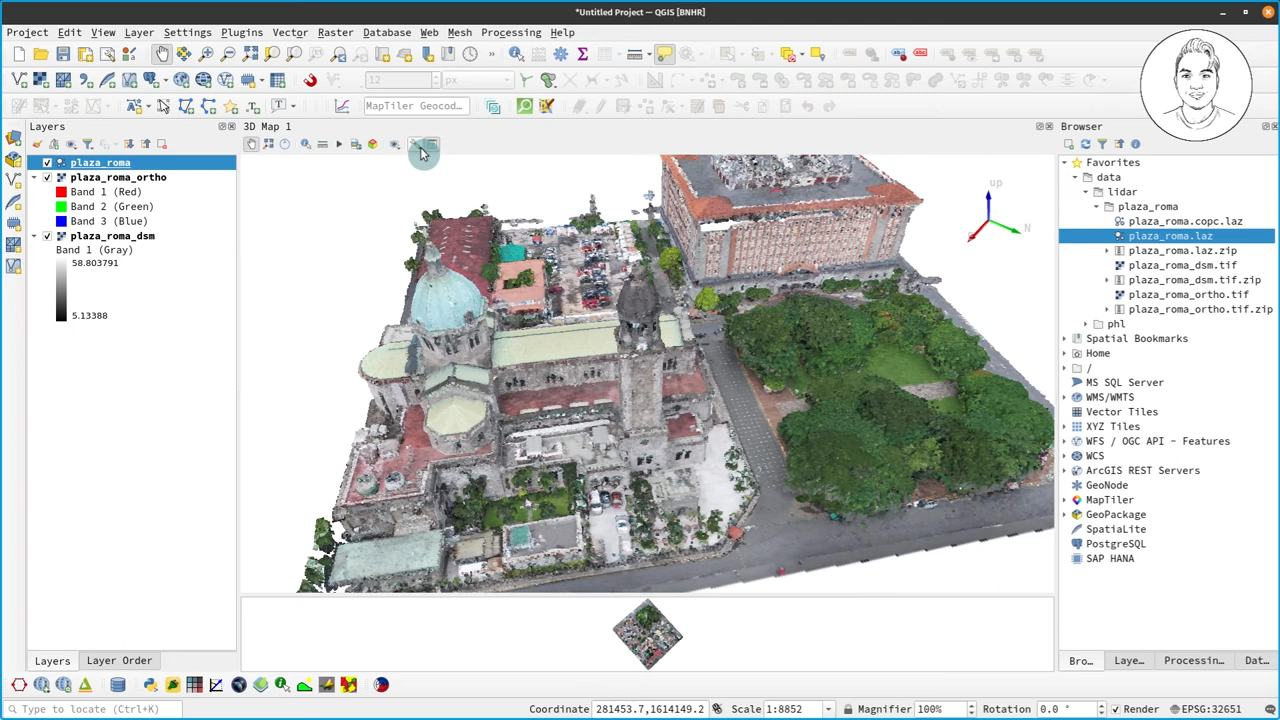 *Untitled Project — QGIS [BNHR]
Project Edit View Layer Settings Plugins Vector Raster Database Web Mesh Processing Help
12 px
MapTiler Geocod...
Layers
plaza_roma
plaza_roma_ortho
Band 1 (Red)
Band 2 (Green)
Band 3 (Blue)
plaza_roma_dsm
Band 1 (Gray)
58.803791
5.13388
3D Map 1
up
N
Browser
Favorites
data
lidar
plaza_roma
plaza_roma.copc.laz
plaza_roma.laz
plaza_roma.laz.zip
plaza_roma_dsm.tif
plaza_roma_dsm.tif.zip
plaza_roma_ortho.tif
plaza_roma_ortho.tif.zip
phl
Spatial Bookmarks
Home
/
MS SQL Server
WMS/WMTS
Vector Tiles
XYZ Tiles
WFS / OGC API - Features
WCS
ArcGIS REST Servers
GeoNode
MapTiler
GeoPackage
SpatiaLite
PostgreSQL
SAP HANA
Layers Layer Order
Bro... Laye... Processin... Dat...
Type to locate (Ctrl+K) Coordinate 281453.7,1614149.2 Scale 1:8852 Magnifier 100% Rotation 0.0 ° Render EPSG:32651